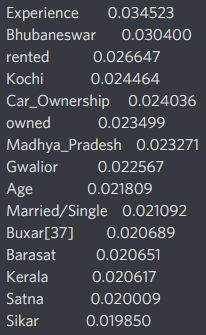 Experience 0.034523
Bhubaneswar 0.030400
rented 0.026647
Kochi 0.024464
Car_Ownership 0.024036
owned 0.023499
Madhya_Pradesh 0.023271
Gwalior 0.022567
Age 0.021809
Married/Single 0.021092
Buxar[37] 0.020689
Barasat 0.020651
Kerala 0.020617
Satna 0.020009
Sikar 0.019850